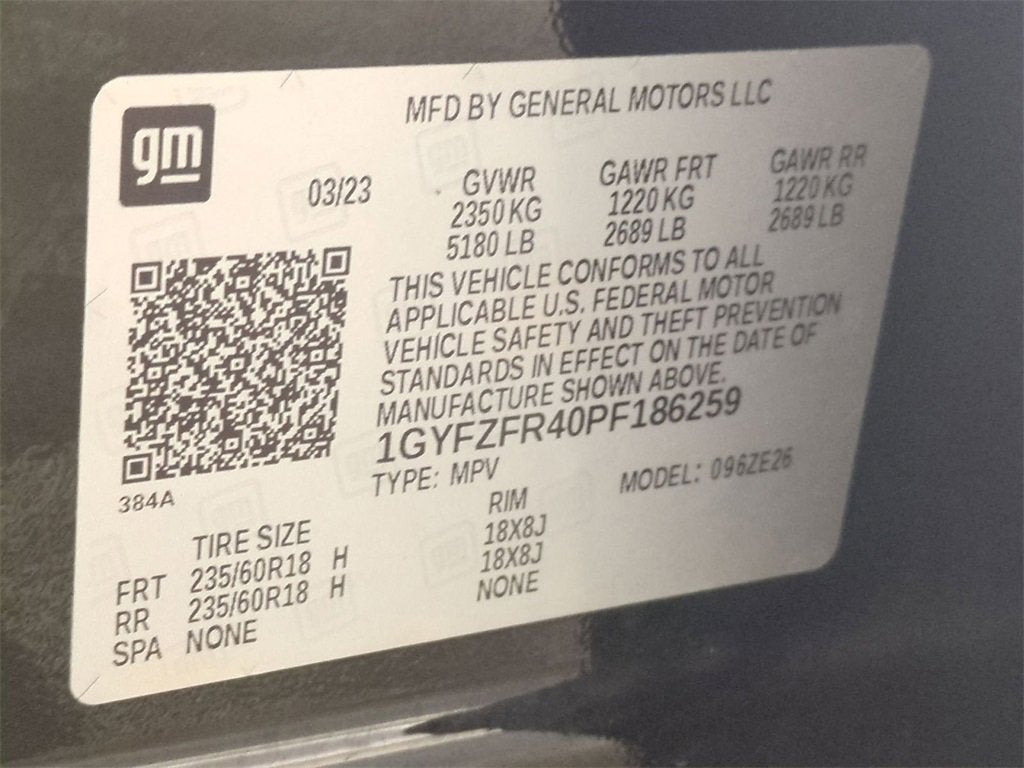 gm
MFD BY GENERAL MOTORS LLC
03/23 GVWR GAWR FRT GAWR RR
2350 KG 1220 KG 1220 KG
5180 LB 2689 LB 2689 LB
THIS VEHICLE CONFORMS TO ALL
APPLICABLE U.S. FEDERAL MOTOR
VEHICLE SAFETY AND THEFT PREVENTION
STANDARDS IN EFFECT ON THE DATE OF
MANUFACTURE SHOWN ABOVE.
1GYFZFR40PF186259
TYPE: MPV MODEL: 096ZE26
384A
TIRE SIZE RIM
FRT 235/60R18 H 18X8J
RR 235/60R18 H 18X8J
SPA NONE NONE